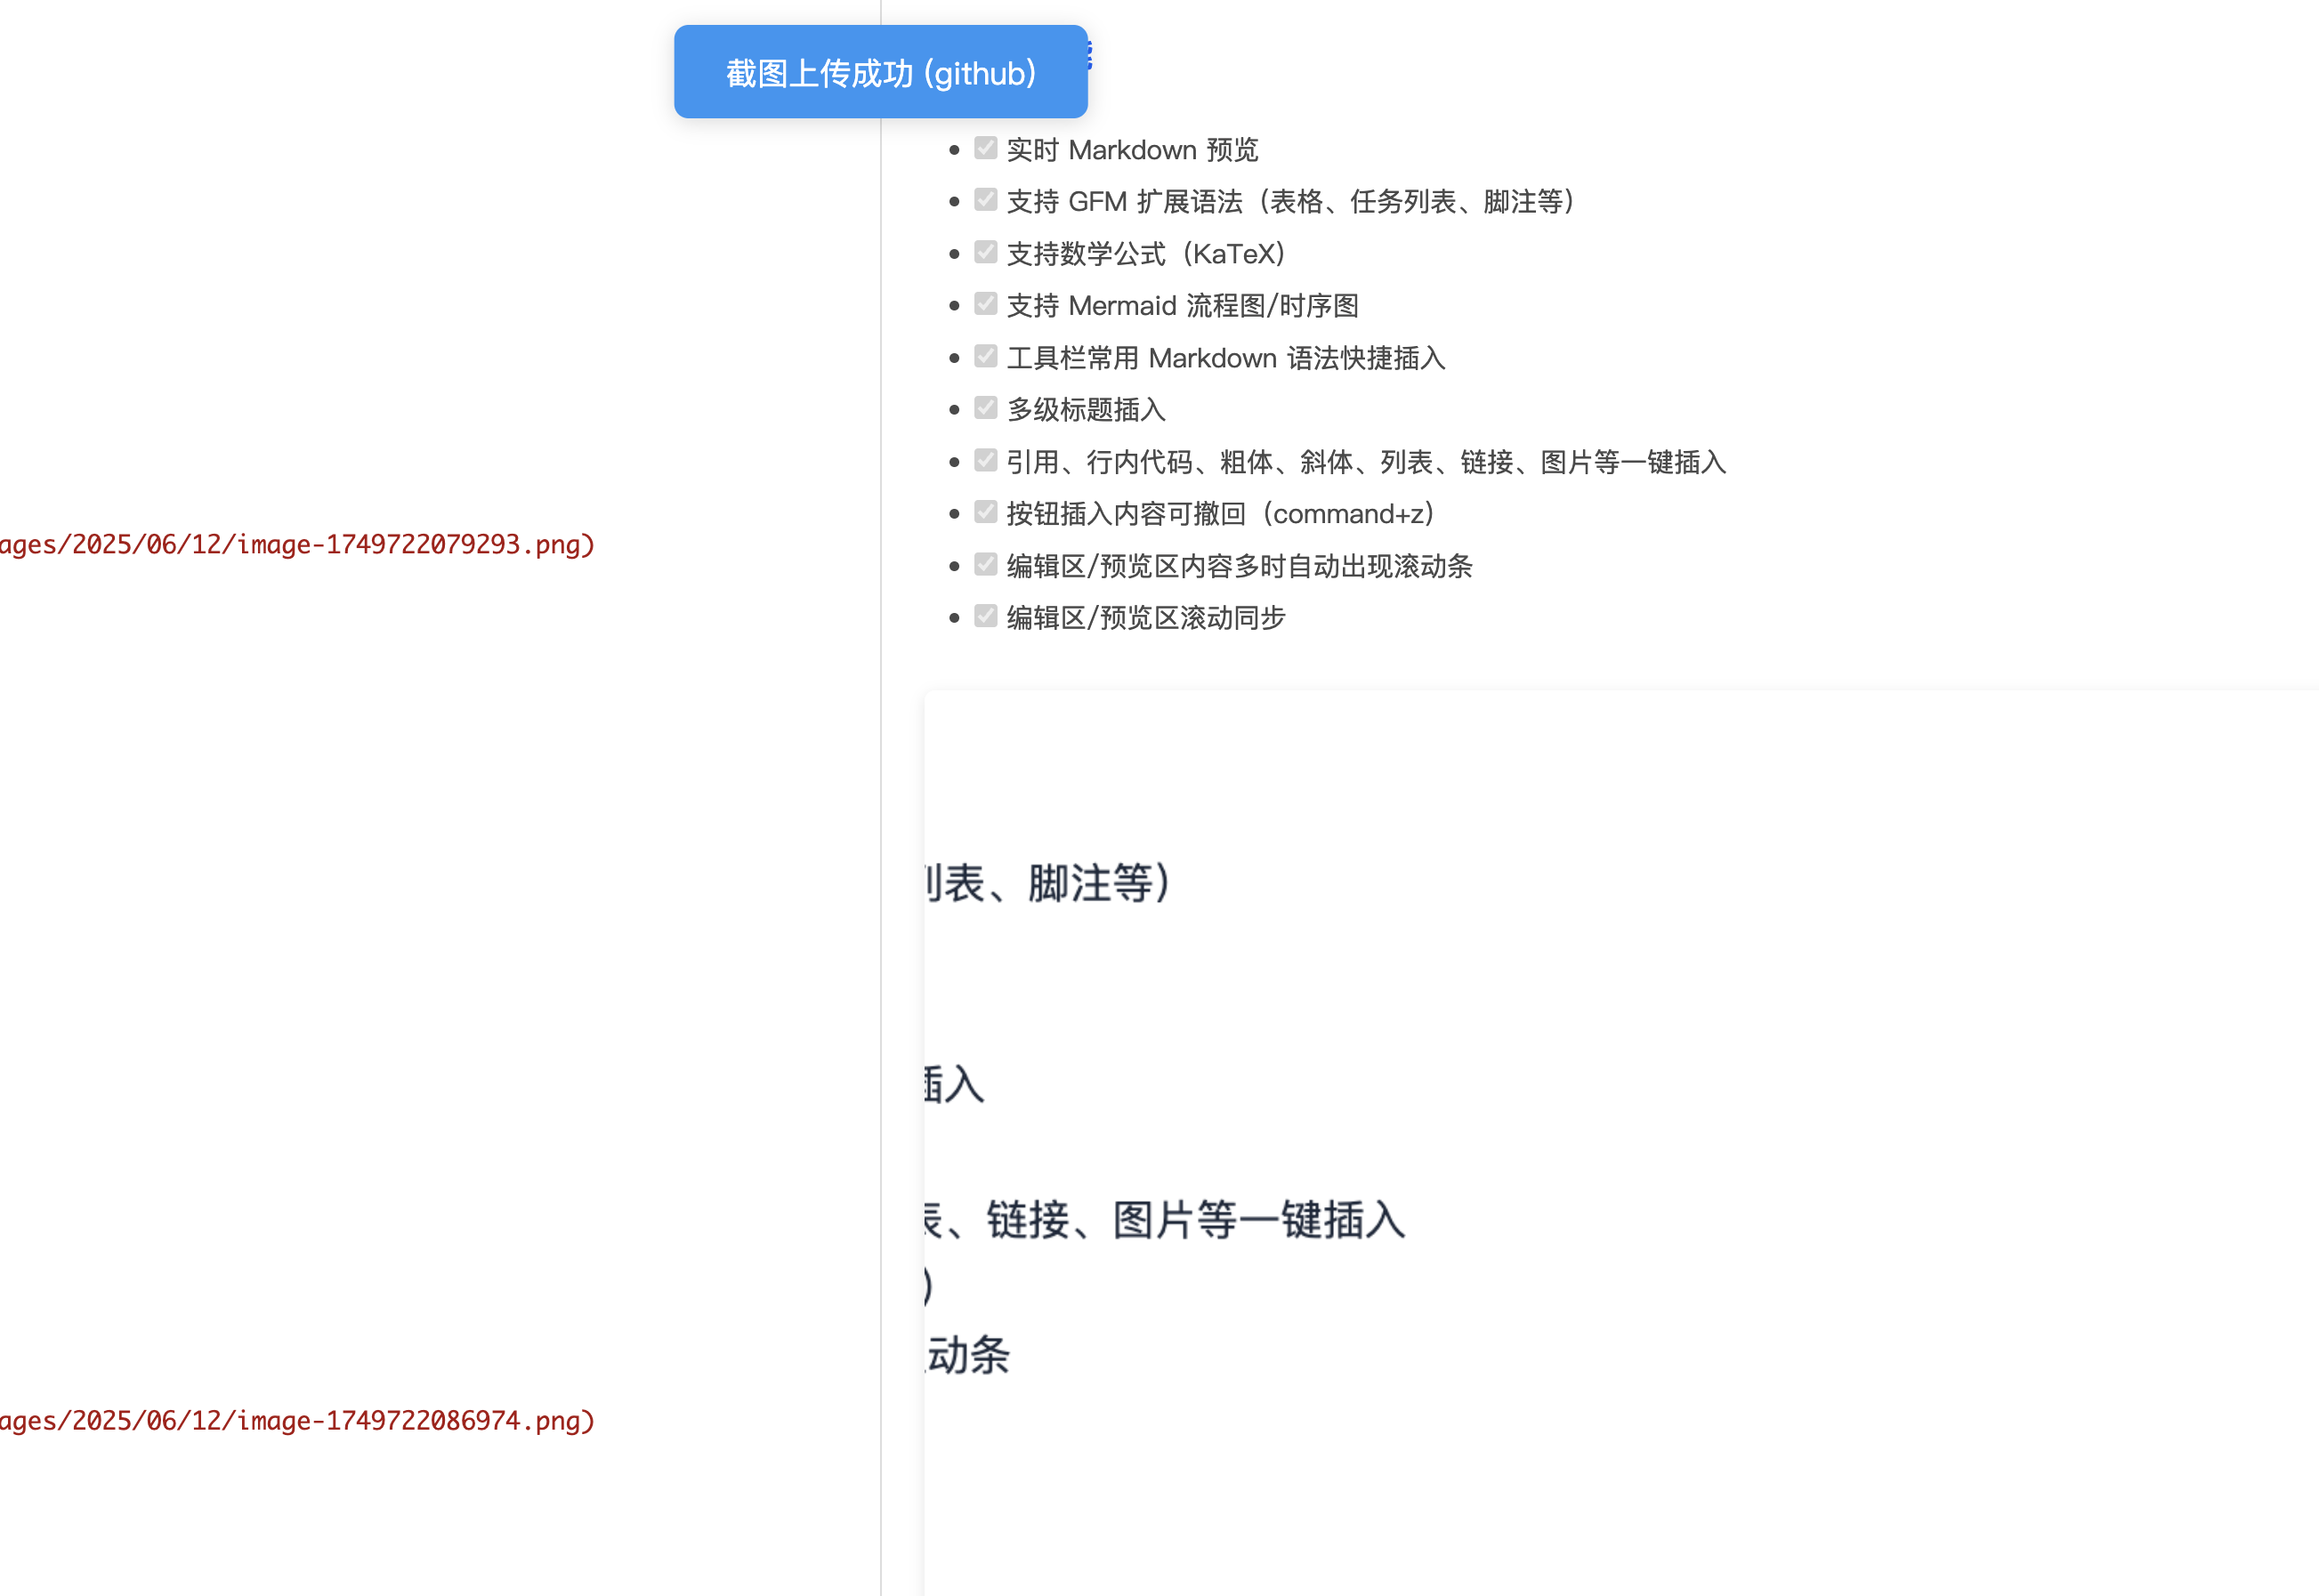 截图上传成功 (github)
实时 Markdown 预览
支持 GFM 扩展语法（表格、任务列表、脚注等）
支持数学公式（KaTeX）
支持 Mermaid 流程图/时序图
工具栏常用 Markdown 语法快捷插入
多级标题插入
引用、行内代码、粗体、斜体、列表、链接、图片等一键插入
按钮插入内容可撤回（command+z）
编辑区/预览区内容多时自动出现滚动条
编辑区/预览区滚动同步
ages/2025/06/12/image-1749722079293.png)
列表、脚注等）
插入
表、链接、图片等一键插入
）
动条
ages/2025/06/12/image-1749722086974.png)